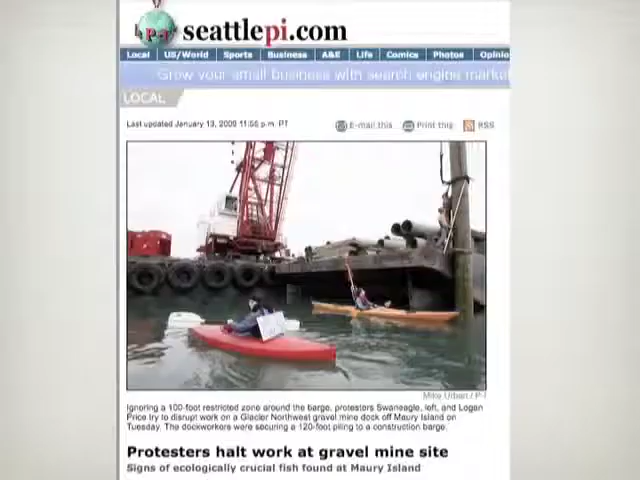 P-I seattlepi.com
Local US/World Sports Business A&E Life Comics Photos Opinio
Grow your small business with search engine market
LOCAL
Last updated January 13, 2009 11:56 p.m. PT
E-mail this Print this RSS
Mike Urban / P-I
Ignoring a 100-foot restricted zone around the barge, protesters Swaneagle, left, and Logan
Price try to disrupt work on a Glacier Northwest gravel mine dock off Maury Island on
Tuesday. The dockworkers were securing a 120-foot piling to a construction barge.
Protesters halt work at gravel mine site
Signs of ecologically crucial fish found at Maury Island